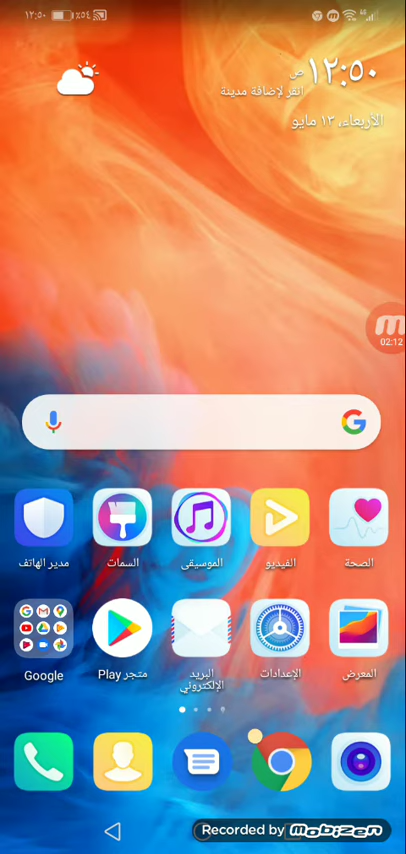 ١٢:٥٠ ٪٥٤
١٢:٥٠ ص
انقر لإضافة مدينة
الأربعاء، ١٣ مايو
02:12
الصحة
الفيديو
الموسيقى
السمات
مدير الهاتف
المعرض
الإعدادات
البريد
الإلكتروني
متجر Play
Google
Recorded by mobizen